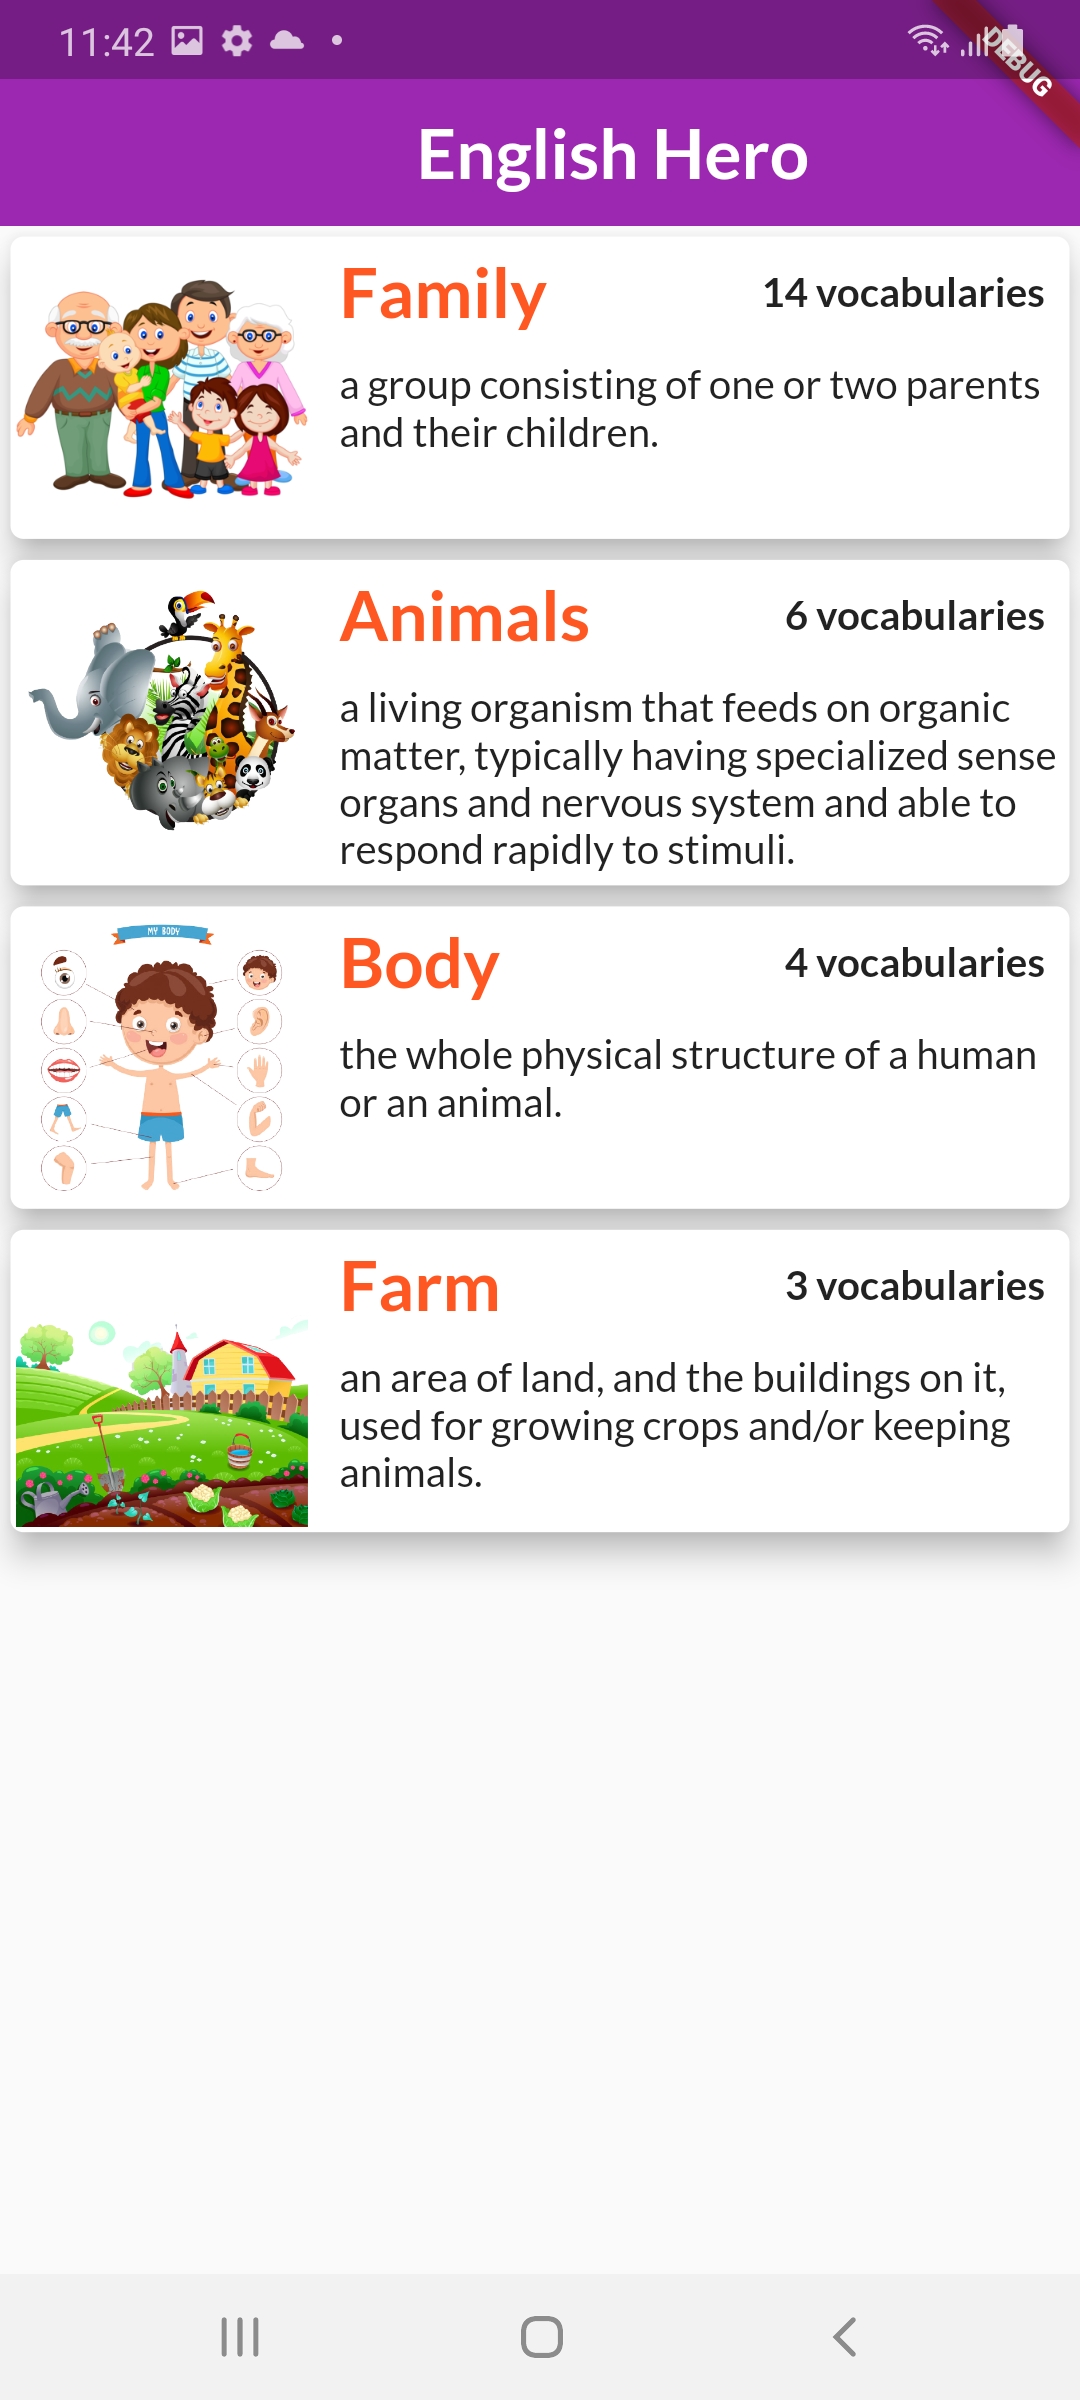 11:42
DEBUG
English Hero
Family
14 vocabularies
a group consisting of one or two parents
and their children.
Animals
6 vocabularies
a living organism that feeds on organic
matter, typically having specialized sense
organs and nervous system and able to
respond rapidly to stimuli.
MY BODY
Body
4 vocabularies
the whole physical structure of a human
or an animal.
Farm
3 vocabularies
an area of land, and the buildings on it,
used for growing crops and/or keeping
animals.